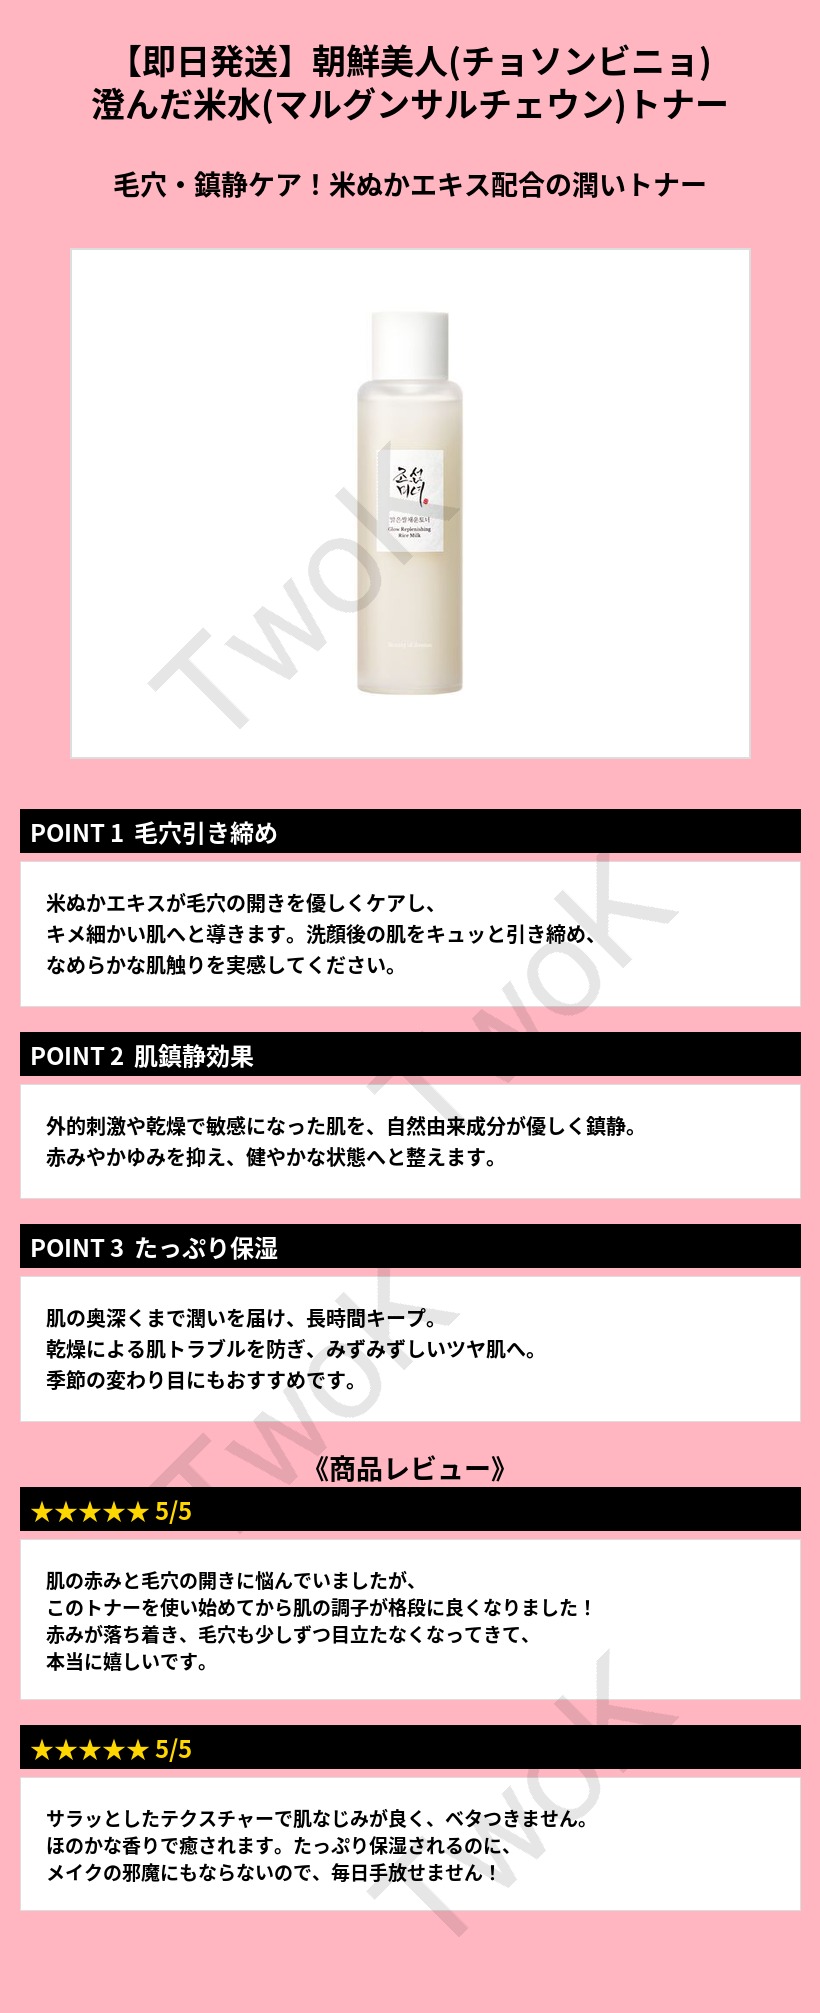 【即日発送】朝鮮美人(チョソンビニョ)
澄んだ米水(マルグンサルチェウン)トナー
毛穴・鎮静ケア！米ぬかエキス配合の潤いトナー
조선
미녀
맑은쌀채운토너
Glow Replenishing
Rice Milk
Beauty of Joseon
TwoK
POINT 1 毛穴引き締め
米ぬかエキスが毛穴の開きを優しくケアし、
キメ細かい肌へと導きます。洗顔後の肌をキュッと引き締め、
なめらかな肌触りを実感してください。
TwoK
POINT 2 肌鎮静効果
外的刺激や乾燥で敏感になった肌を、自然由来成分が優しく鎮静。
赤みやかゆみを抑え、健やかな状態へと整えます。
POINT 3 たっぷり保湿
肌の奥深くまで潤いを届け、長時間キープ。
乾燥による肌トラブルを防ぎ、みずみずしいツヤ肌へ。
季節の変わり目にもおすすめです。
TwoK
《商品レビュー》
★★★★★ 5/5
肌の赤みと毛穴の開きに悩んでいましたが、
このトナーを使い始めてから肌の調子が格段に良くなりました！
赤みが落ち着き、毛穴も少しずつ目立たなくなってきて、
本当に嬉しいです。
★★★★★ 5/5
サラッとしたテクスチャーで肌なじみが良く、ベタつきません。
ほのかな香りで癒されます。たっぷり保湿されるのに、
メイクの邪魔にもならないので、毎日手放せません！
TwoK